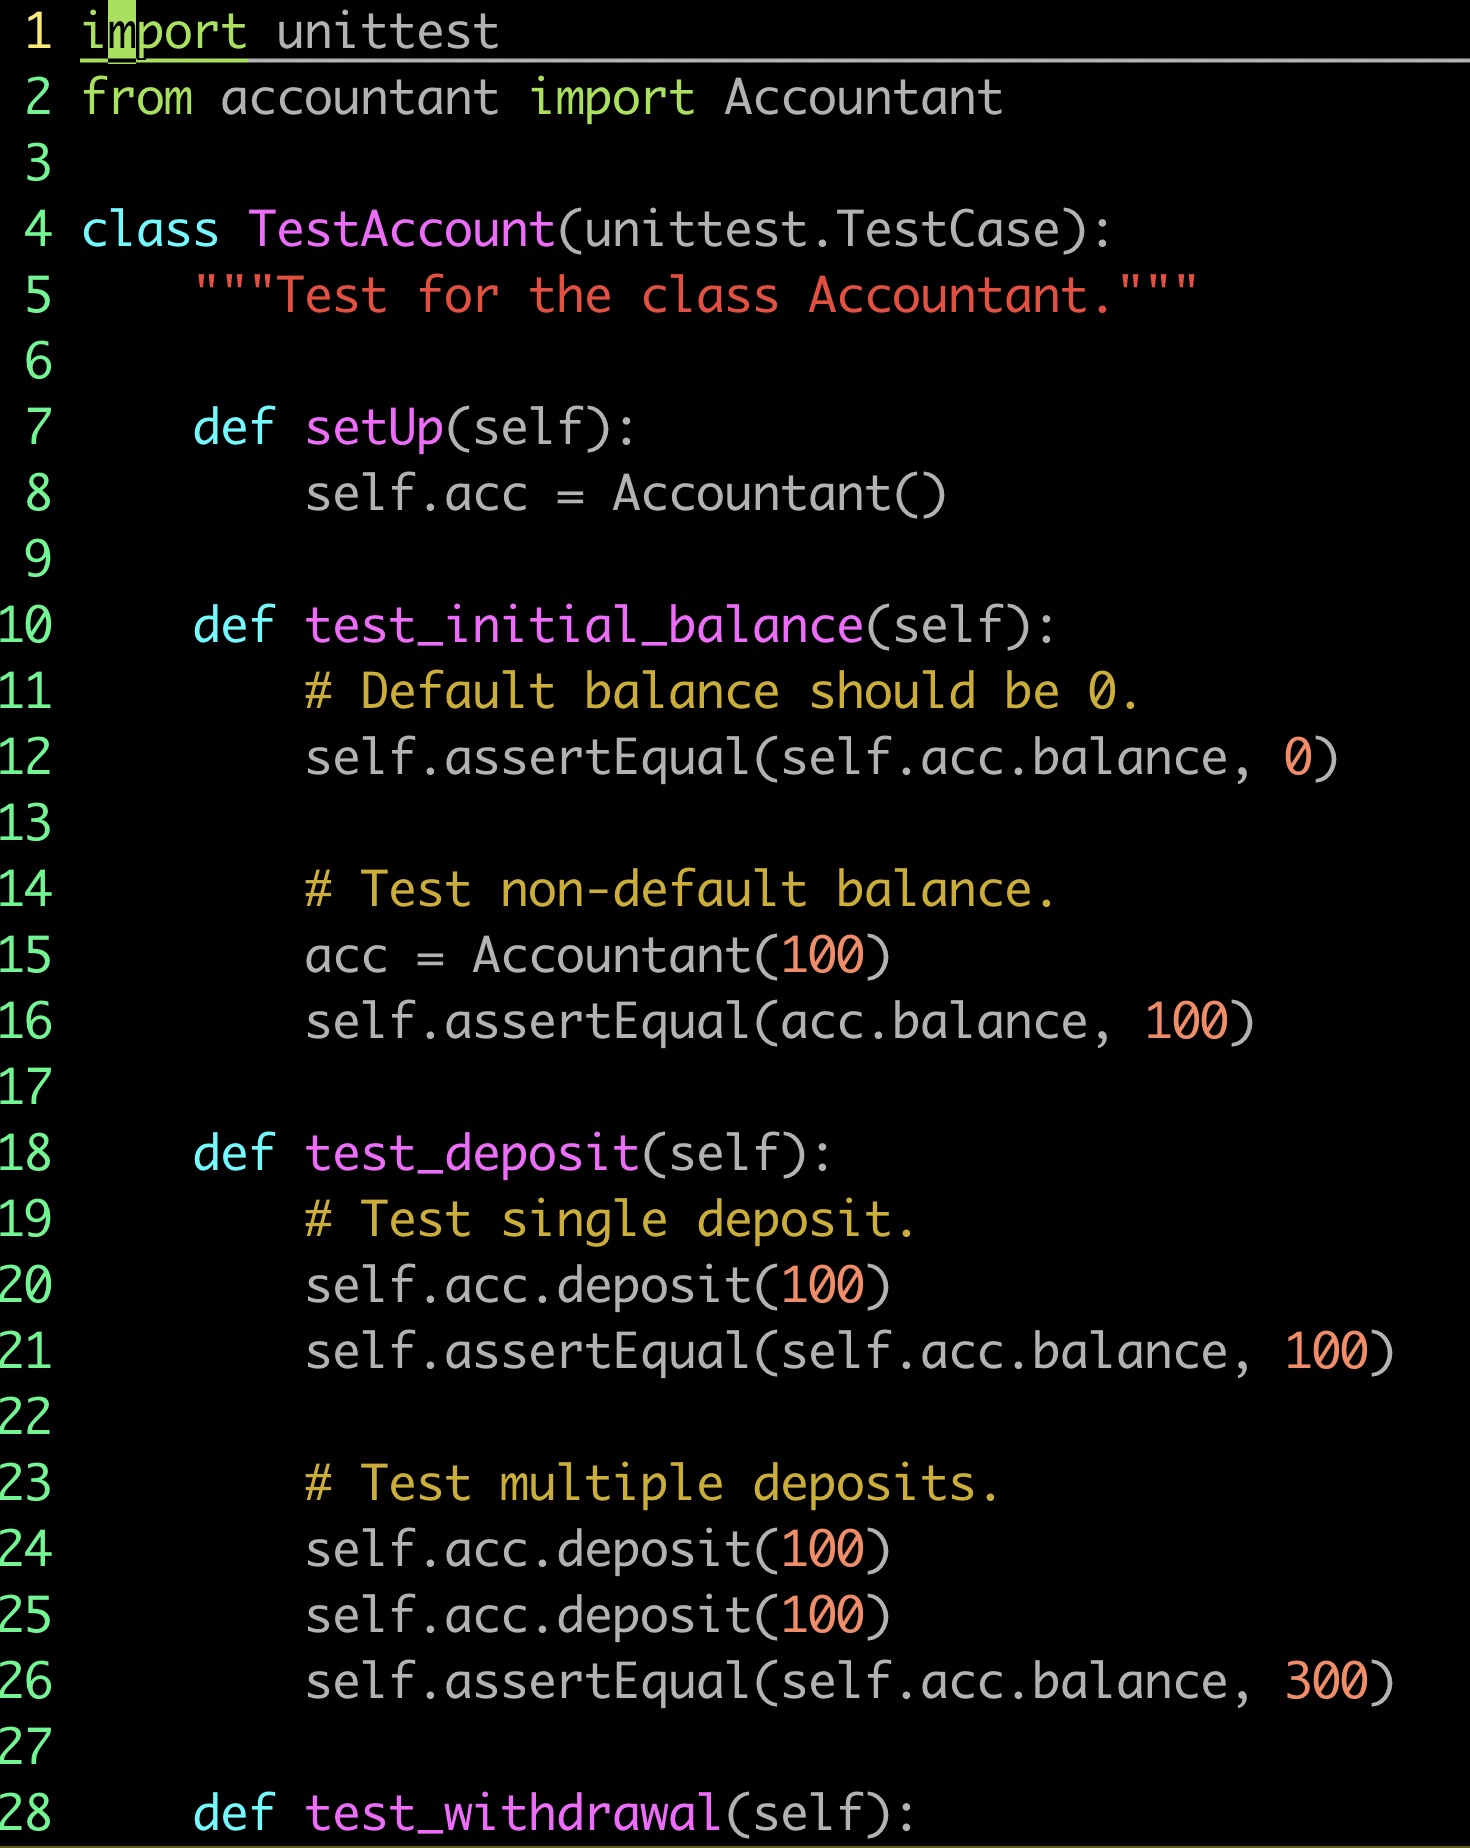 1 import unittest
2 from accountant import Accountant
3
4 class TestAccount(unittest.TestCase):
5     """Test for the class Accountant."""
6
7     def setUp(self):
8         self.acc = Accountant()
9
10     def test_initial_balance(self):
11         # Default balance should be 0.
12         self.assertEqual(self.acc.balance, 0)
13
14         # Test non-default balance.
15         acc = Accountant(100)
16         self.assertEqual(acc.balance, 100)
17
18     def test_deposit(self):
19         # Test single deposit.
20         self.acc.deposit(100)
21         self.assertEqual(self.acc.balance, 100)
22
23         # Test multiple deposits.
24         self.acc.deposit(100)
25         self.acc.deposit(100)
26         self.assertEqual(self.acc.balance, 300)
27
28     def test_withdrawal(self):